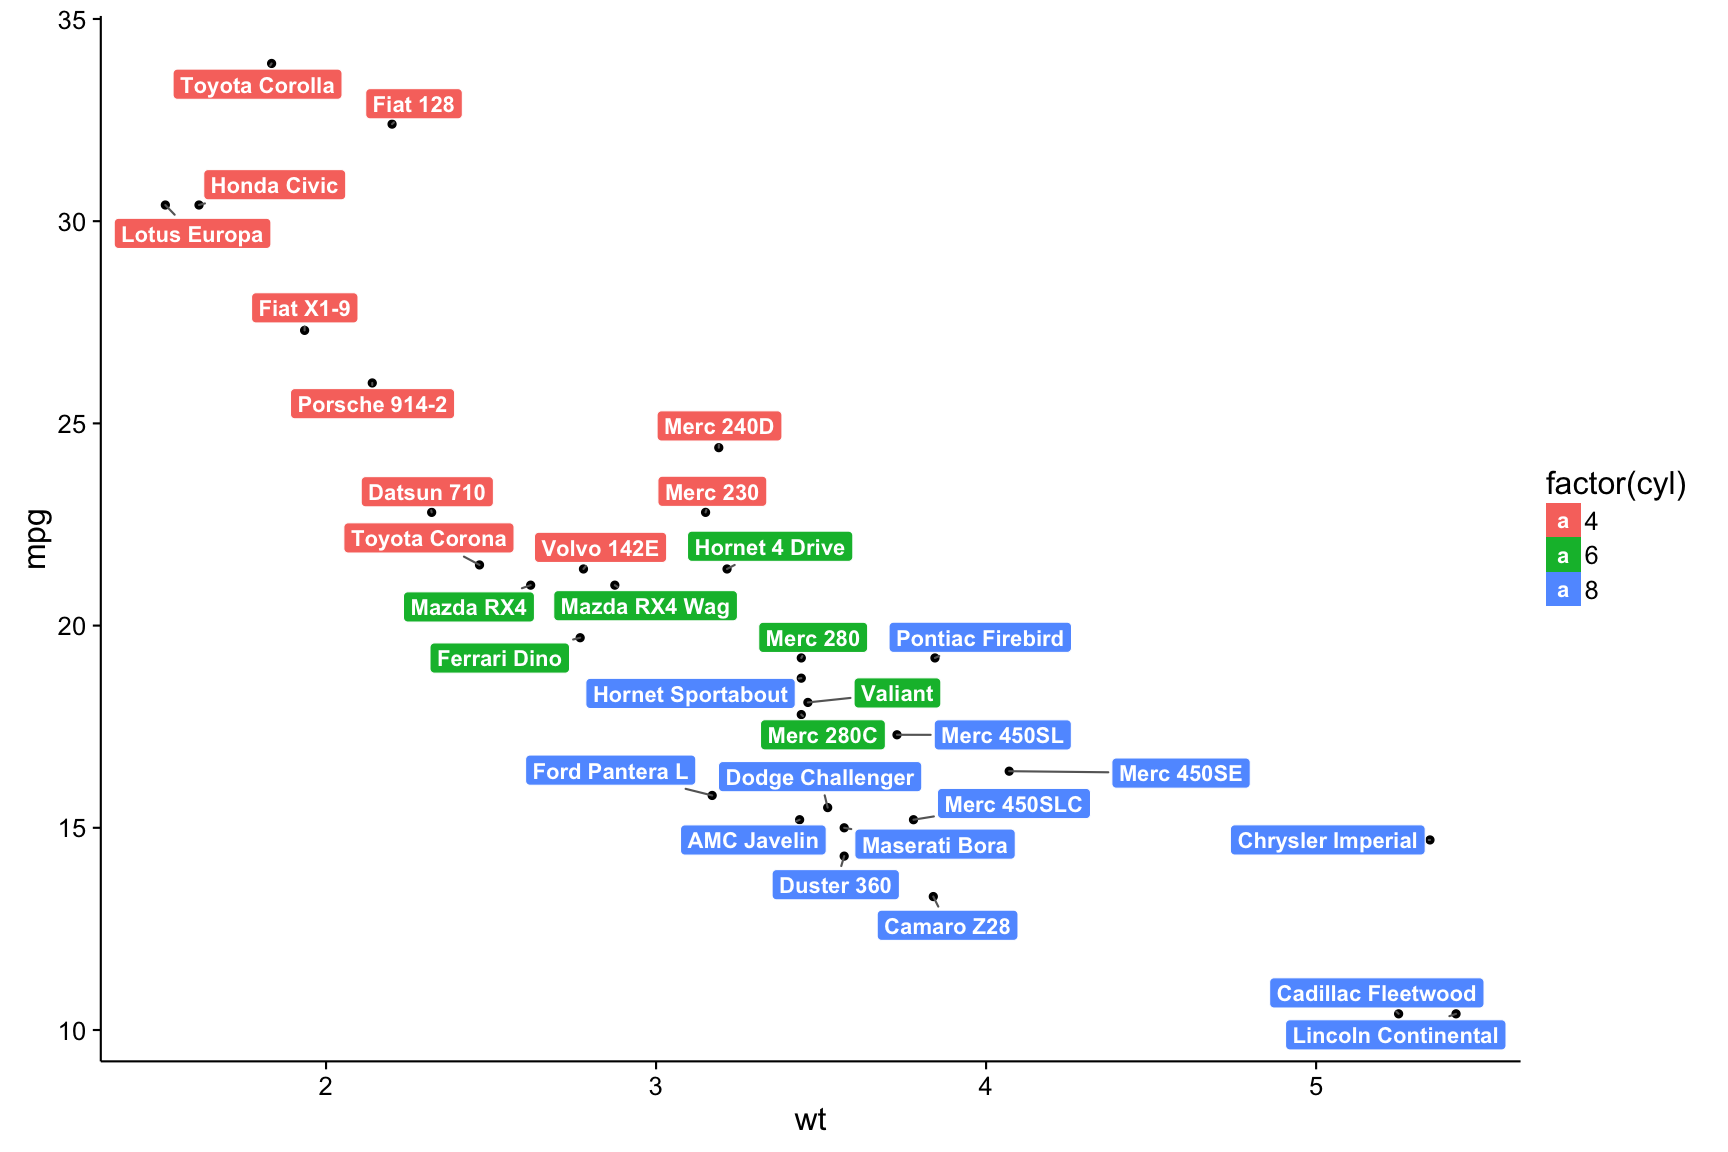 35
Toyota Corolla
Fiat 128
Honda Civic
30
Lotus Europa
Fiat X1-9
Porsche 914-2
25
Merc 240D
Datsun 710
Merc 230
Toyota Corona
Volvo 142E
Hornet 4 Drive
Mazda RX4
Mazda RX4 Wag
20
Merc 280
Pontiac Firebird
Ferrari Dino
Hornet Sportabout
Valiant
Merc 280C
Merc 450SL
Ford Pantera L
Dodge Challenger
Merc 450SE
Merc 450SLC
15
AMC Javelin
Maserati Bora
Chrysler Imperial
Duster 360
Camaro Z28
Cadillac Fleetwood
10
Lincoln Continental
2
3
4
5
wt
mpg
factor(cyl)
a 4
a 6
a 8